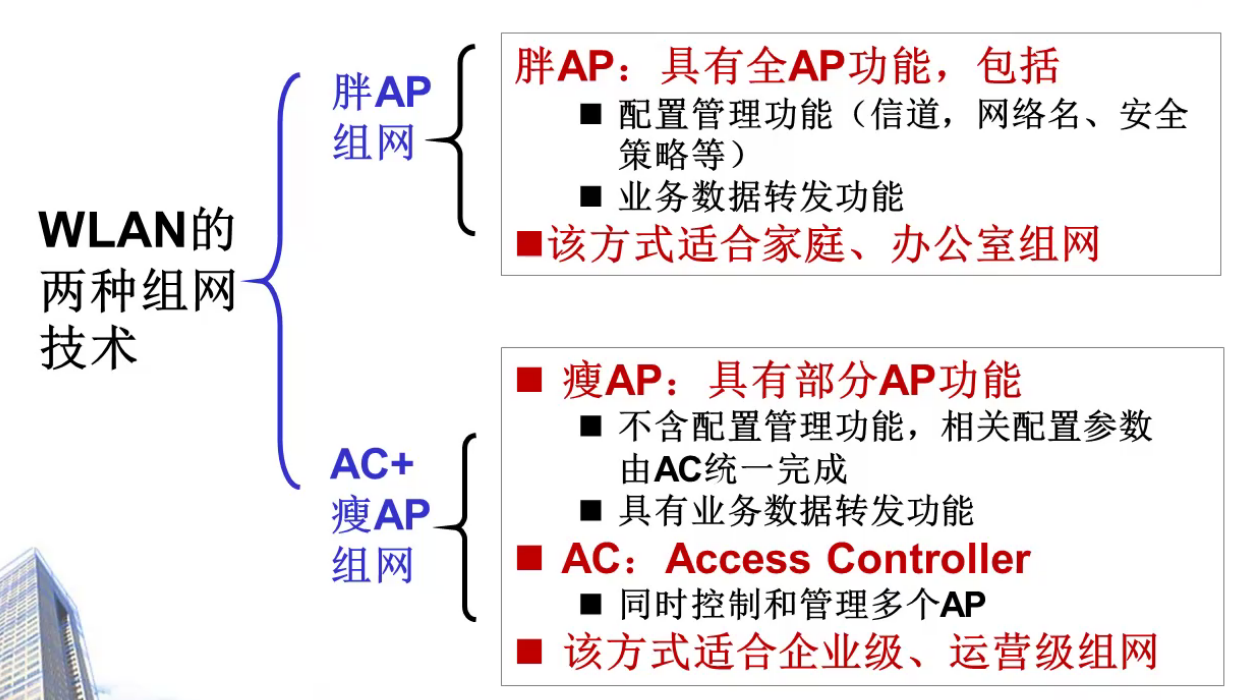 WLAN的
两种组网
技术
胖AP
组网
胖AP：具有全AP功能，包括
■ 配置管理功能（信道，网络名、安全
策略等）
■ 业务数据转发功能
■该方式适合家庭、办公室组网
AC+
瘦AP
组网
■ 瘦AP：具有部分AP功能
■ 不含配置管理功能，相关配置参数
由AC统一完成
■ 具有业务数据转发功能
■ AC：Access Controller
■ 同时控制和管理多个AP
■ 该方式适合企业级、运营级组网